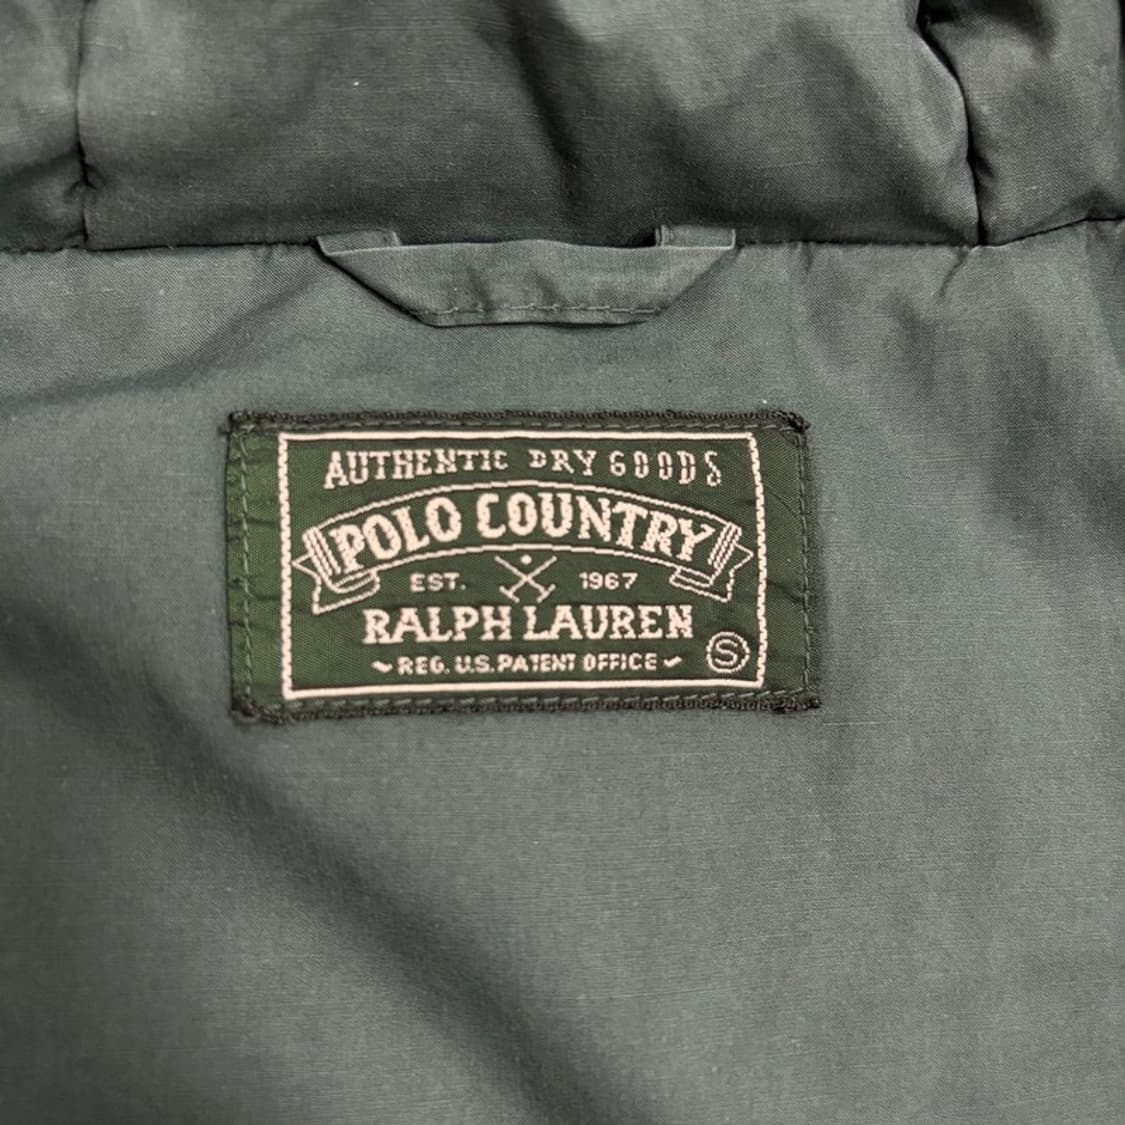 AUTHENTIC DRY GOODS
POLO COUNTRY
EST. 1967
RALPH LAUREN
REG. U.S. PATENT OFFICE
S